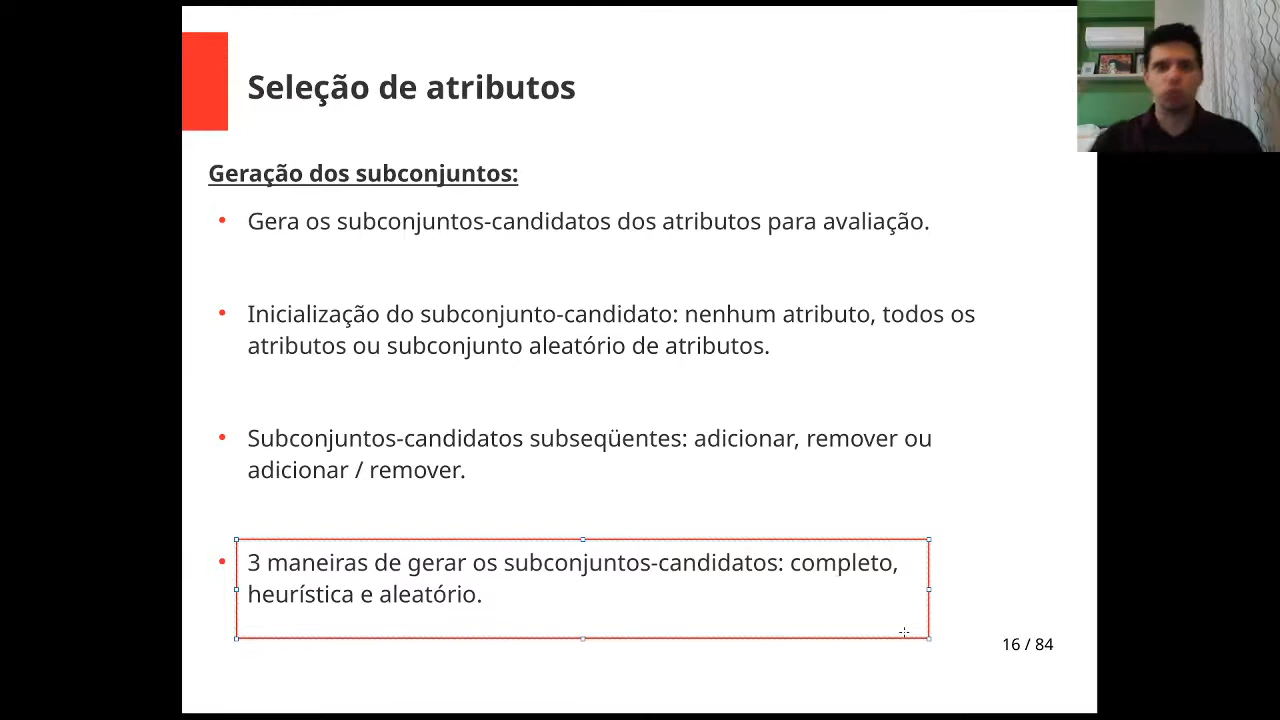 Seleção de atributos
Geração dos subconjuntos:
• Gera os subconjuntos-candidatos dos atributos para avaliação.
• Inicialização do subconjunto-candidato: nenhum atributo, todos os
atributos ou subconjunto aleatório de atributos.
• Subconjuntos-candidatos subseqüentes: adicionar, remover ou
adicionar / remover.
• 3 maneiras de gerar os subconjuntos-candidatos: completo,
heurística e aleatório.
16 / 84